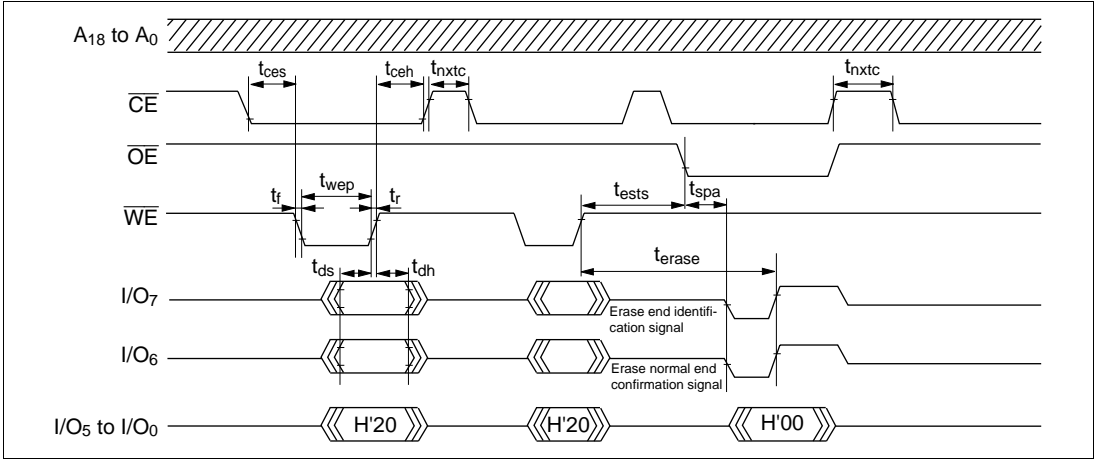 A18 to A0
tces
tceh
tnxtc
tnxtc
CE
OE
twep
tests
tspa
tf
tr
WE
tds
tdh
terase
I/O7
Erase end identifi-
cation signal
I/O6
Erase normal end
confirmation signal
I/O5 to I/O0
H'20
H'20
H'00